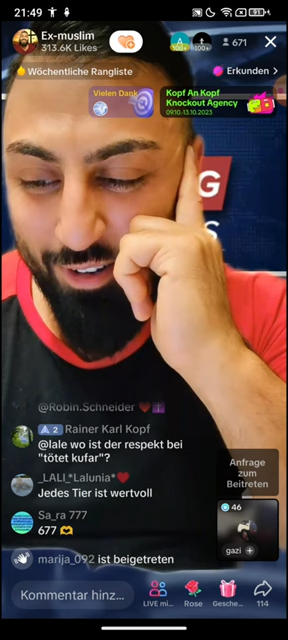 21:49
91
Ex-muslim
313.6K Likes
100+
1100+
671
Wöchentliche Rangliste
Erkunden >
Vielen Dank
Kopf An Kopf
Knockout Agency
09.10-13.10.2023
G
S
@Robin.Schneider ❤️✝️
2 Rainer Karl Kopf
@lale wo ist der respekt bei
"tötet kufar"?
_LALI_*Lalunia*❤️
Jedes Tier ist wertvoll
Sa_ra 777
677 🫶
marija_092 ist beigetreten
Anfrage
zum
Beitreten
46
gazi +
Kommentar hinz...
LIVE mi...
Rose
Gesche...
114